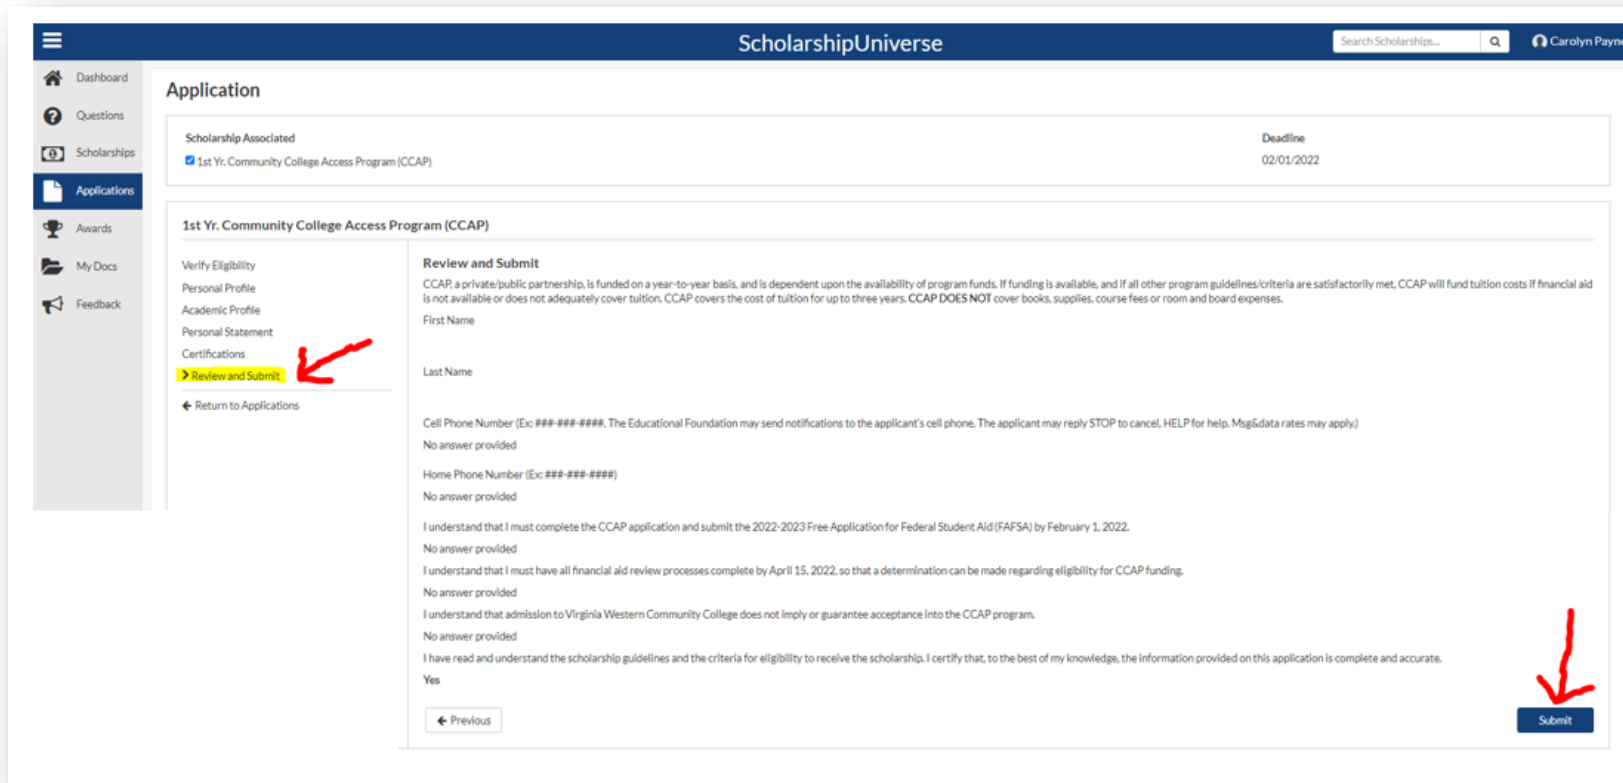 ScholarshipUniverse
Search Scholarships...
Carolyn Payne
Dashboard
Questions
Scholarships
Applications
Awards
My Docs
Feedback
Application
Scholarship Associated
Deadline
1st Yr. Community College Access Program (CCAP)
02/01/2022
1st Yr. Community College Access Program (CCAP)
Verify Eligibility
Personal Profile
Academic Profile
Personal Statement
Certifications
Review and Submit
Return to Applications
Review and Submit
CCAP, a private/public partnership, is funded on a year-to-year basis, and is dependent upon the availability of program funds. If funding is available, and if all other program guidelines/criteria are satisfactorily met, CCAP will fund tuition costs if financial aid
is not available or does not adequately cover tuition. CCAP covers the cost of tuition for up to three years. CCAP DOES NOT cover books, supplies, course fees or room and board expenses.
First Name
Last Name
Cell Phone Number (Ex: ###-###-####. The Educational Foundation may send notifications to the applicant's cell phone. The applicant may reply STOP to cancel, HELP for help. Msg&data rates may apply.)
No answer provided
Home Phone Number (Ex: ###-###-####)
No answer provided
I understand that I must complete the CCAP application and submit the 2022-2023 Free Application for Federal Student Aid (FAFSA) by February 1, 2022.
No answer provided
I understand that I must have all financial aid review processes complete by April 15, 2022, so that a determination can be made regarding eligibility for CCAP funding.
No answer provided
I understand that admission to Virginia Western Community College does not imply or guarantee acceptance into the CCAP program.
No answer provided
I have read and understand the scholarship guidelines and the criteria for eligibility to receive the scholarship. I certify that, to the best of my knowledge, the information provided on this application is complete and accurate.
Yes
Previous
Submit